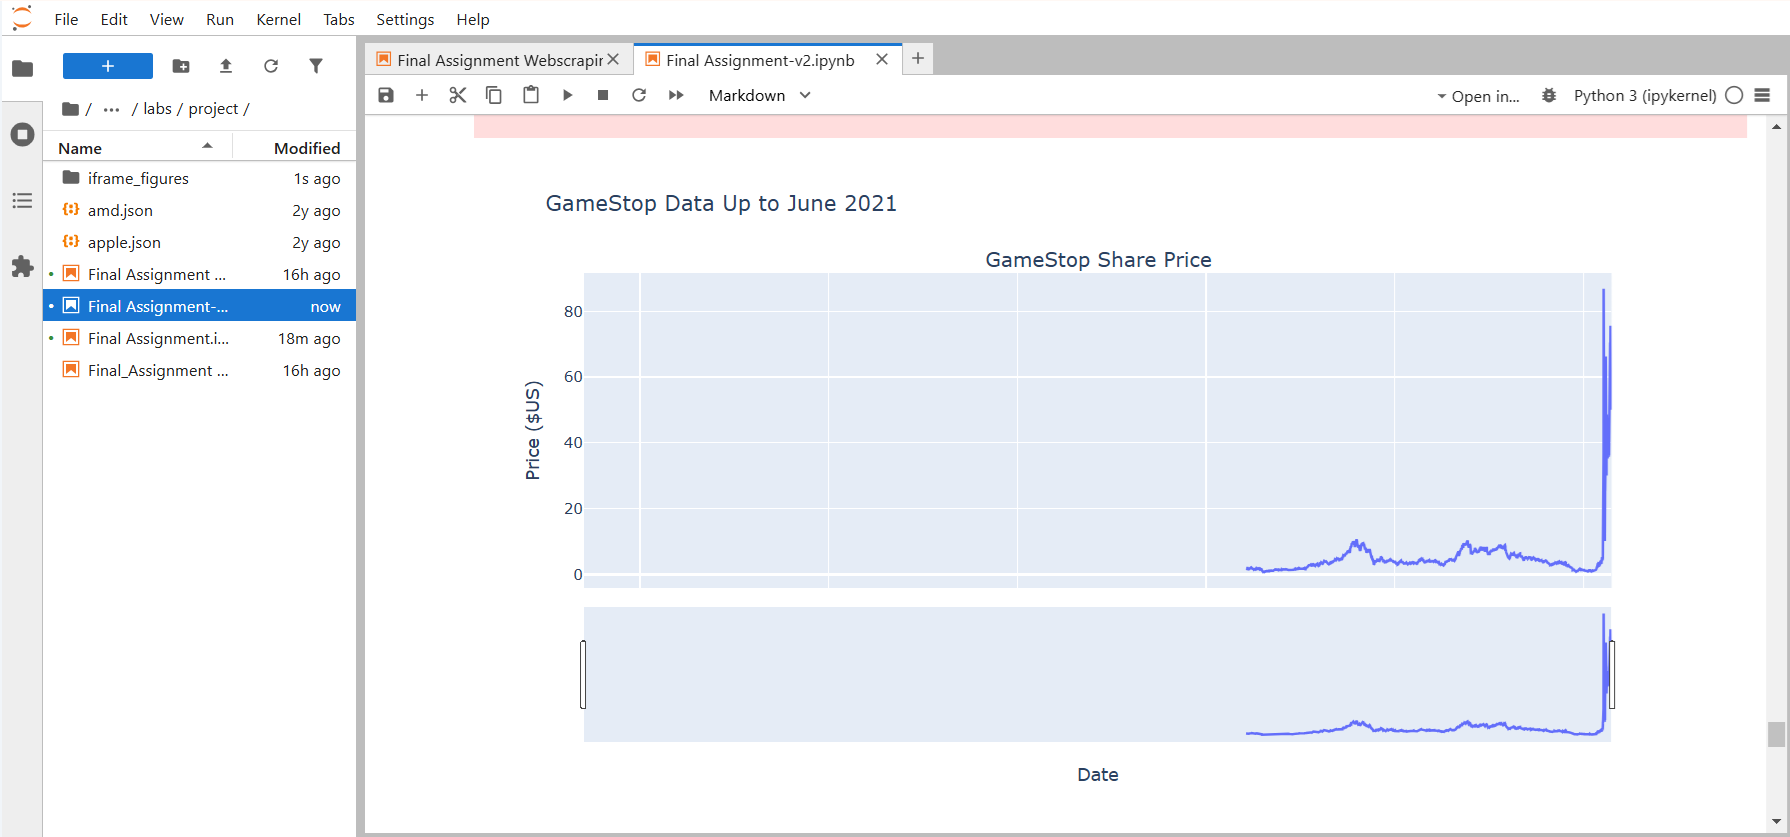 File Edit View Run Kernel Tabs Settings Help
Final Assignment Webscrapir
Final Assignment-v2.ipynb
Markdown
Open in...
Python 3 (ipykernel)
/ ... / labs / project /
Name Modified
iframe_figures 1s ago
amd.json 2y ago
apple.json 2y ago
Final Assignment ... 16h ago
Final Assignment-... now
Final Assignment.i... 18m ago
Final_Assignment ... 16h ago
GameStop Data Up to June 2021
GameStop Share Price
80
60
40
20
0
Price ($US)
Date